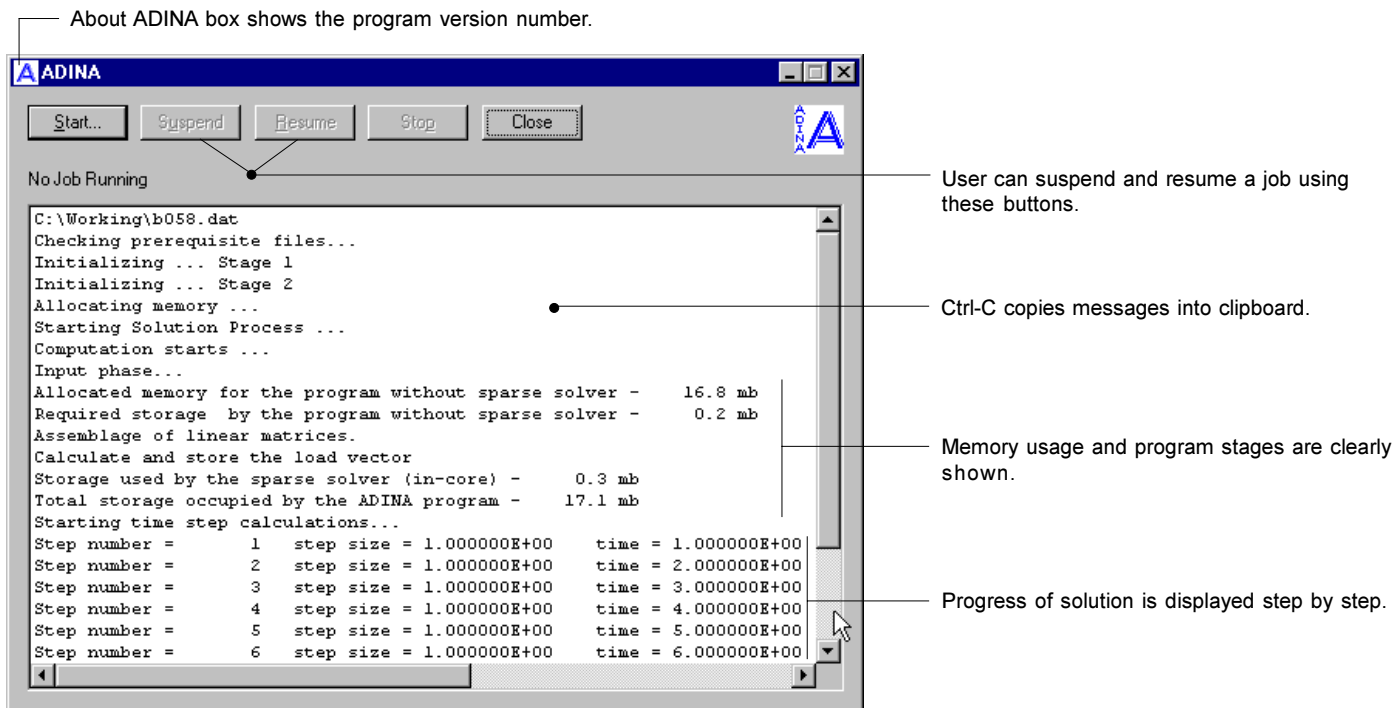 About ADINA box shows the program version number.
ADINA
Start... Suspend Resume Stop Close
ADINA A
No Job Running
User can suspend and resume a job using
these buttons.
C:\Working\b058.dat
Checking prerequisite files...
Initializing ... Stage 1
Initializing ... Stage 2
Allocating memory ...
Ctrl-C copies messages into clipboard.
Starting Solution Process ...
Computation starts ...
Input phase...
Allocated memory for the program without sparse solver - 16.8 mb
Required storage by the program without sparse solver - 0.2 mb
Assemblage of linear matrices.
Calculate and store the load vector
Memory usage and program stages are clearly
shown.
Storage used by the sparse solver (in-core) - 0.3 mb
Total storage occupied by the ADINA program - 17.1 mb
Starting time step calculations...
Step number = 1 step size = 1.000000E+00 time = 1.000000E+00
Step number = 2 step size = 1.000000E+00 time = 2.000000E+00
Step number = 3 step size = 1.000000E+00 time = 3.000000E+00
Step number = 4 step size = 1.000000E+00 time = 4.000000E+00
Step number = 5 step size = 1.000000E+00 time = 5.000000E+00
Step number = 6 step size = 1.000000E+00 time = 6.000000E+00
Progress of solution is displayed step by step.